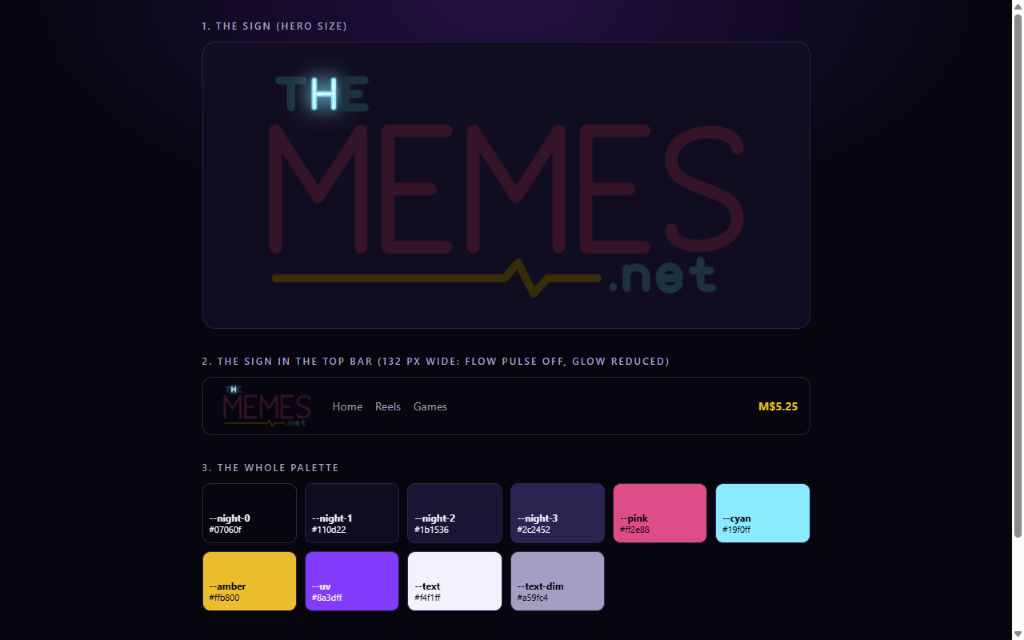 1. THE SIGN (HERO SIZE)
THE
MEMES
.net
2. THE SIGN IN THE TOP BAR (132 PX WIDE: FLOW PULSE OFF, GLOW REDUCED)
THE
MEMES
.net
Home Reels Games M$5.25
3. THE WHOLE PALETTE
--night-0 --night-1 --night-2 --night-3 --pink --cyan
#07060f #110d22 #1b1536 #2c2452 #ff2e88 #19f0ff
--amber --uv --text --text-dim
#ffb800 #8a3dff #f4f1ff #a59fc4